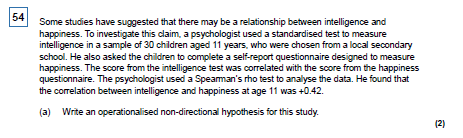 54
Some studies have suggested that there may be a relationship between intelligence and
happiness. To investigate this claim, a psychologist used a standardised test to measure
intelligence in a sample of 30 children aged 11 years, who were chosen from a local secondary
school. He also asked the children to complete a self-report questionnaire designed to measure
happiness. The score from the intelligence test was correlated with the score from the happiness
questionnaire. The psychologist used a Spearman's rho test to analyse the data. He found that
the correlation between intelligence and happiness at age 11 was +0.42.
(a) Write an operationalised non-directional hypothesis for this study.
(2)